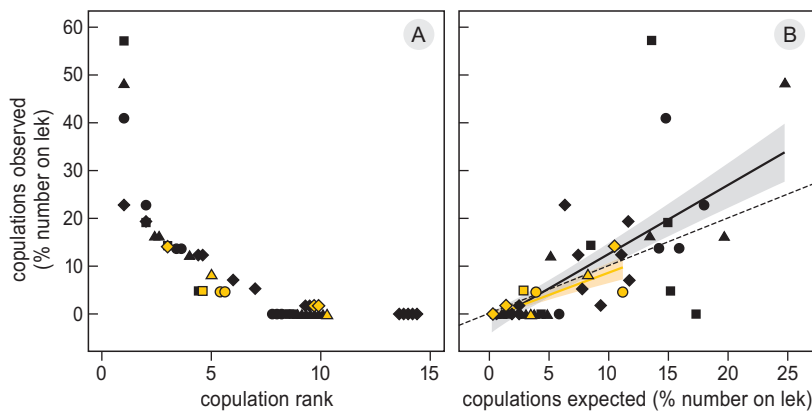 copulations observed
(% number on lek)
60
50
40
30
20
10
0
A
0
5
10
15
copulation rank
B
0
5
10
15
20
25
copulations expected (% number on lek)